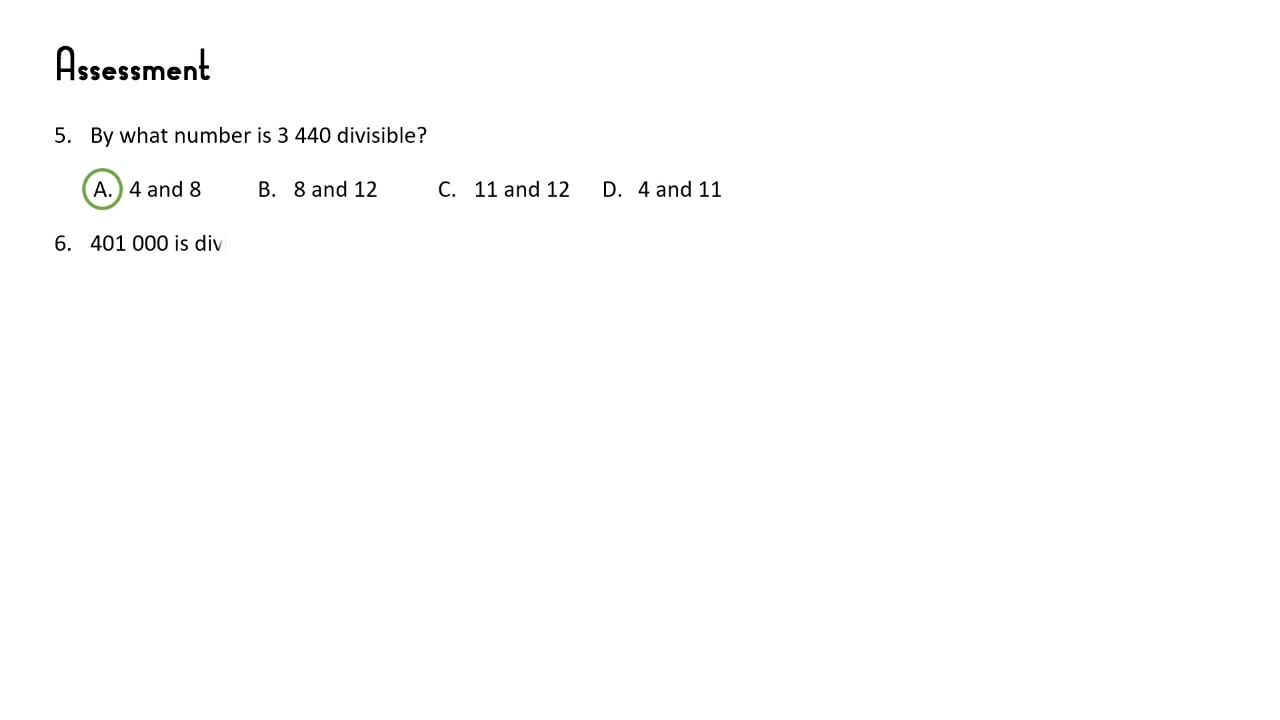 Assessment
5. By what number is 3 440 divisible?
A. 4 and 8 B. 8 and 12 C. 11 and 12 D. 4 and 11
6. 401 000 is div